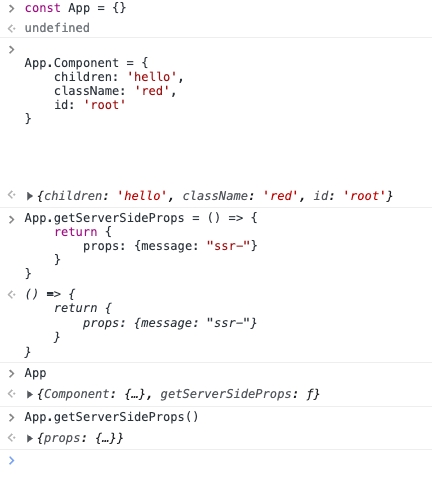 const App = {}
undefined
App.Component = {
children: 'hello',
className: 'red',
id: 'root'
}
{children: 'hello', className: 'red', id: 'root'}
App.getServerSideProps = () => {
return {
props: {message: "ssr~"}
}
}
() => {
return {
props: {message: "ssr~"}
}
}
App
{Component: {…}, getServerSideProps: ƒ}
App.getServerSideProps()
{props: {…}}